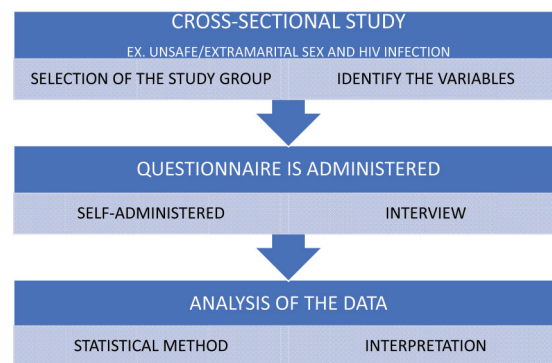 CROSS-SECTIONAL STUDY
EX. UNSAFE/EXTRAMARITAL SEX AND HIV INFECTION
SELECTION OF THE STUDY GROUP
IDENTIFY THE VARIABLES
QUESTIONNAIRE IS ADMINISTERED
SELF-ADMINISTERED
INTERVIEW
ANALYSIS OF THE DATA
STATISTICAL METHOD
INTERPRETATION